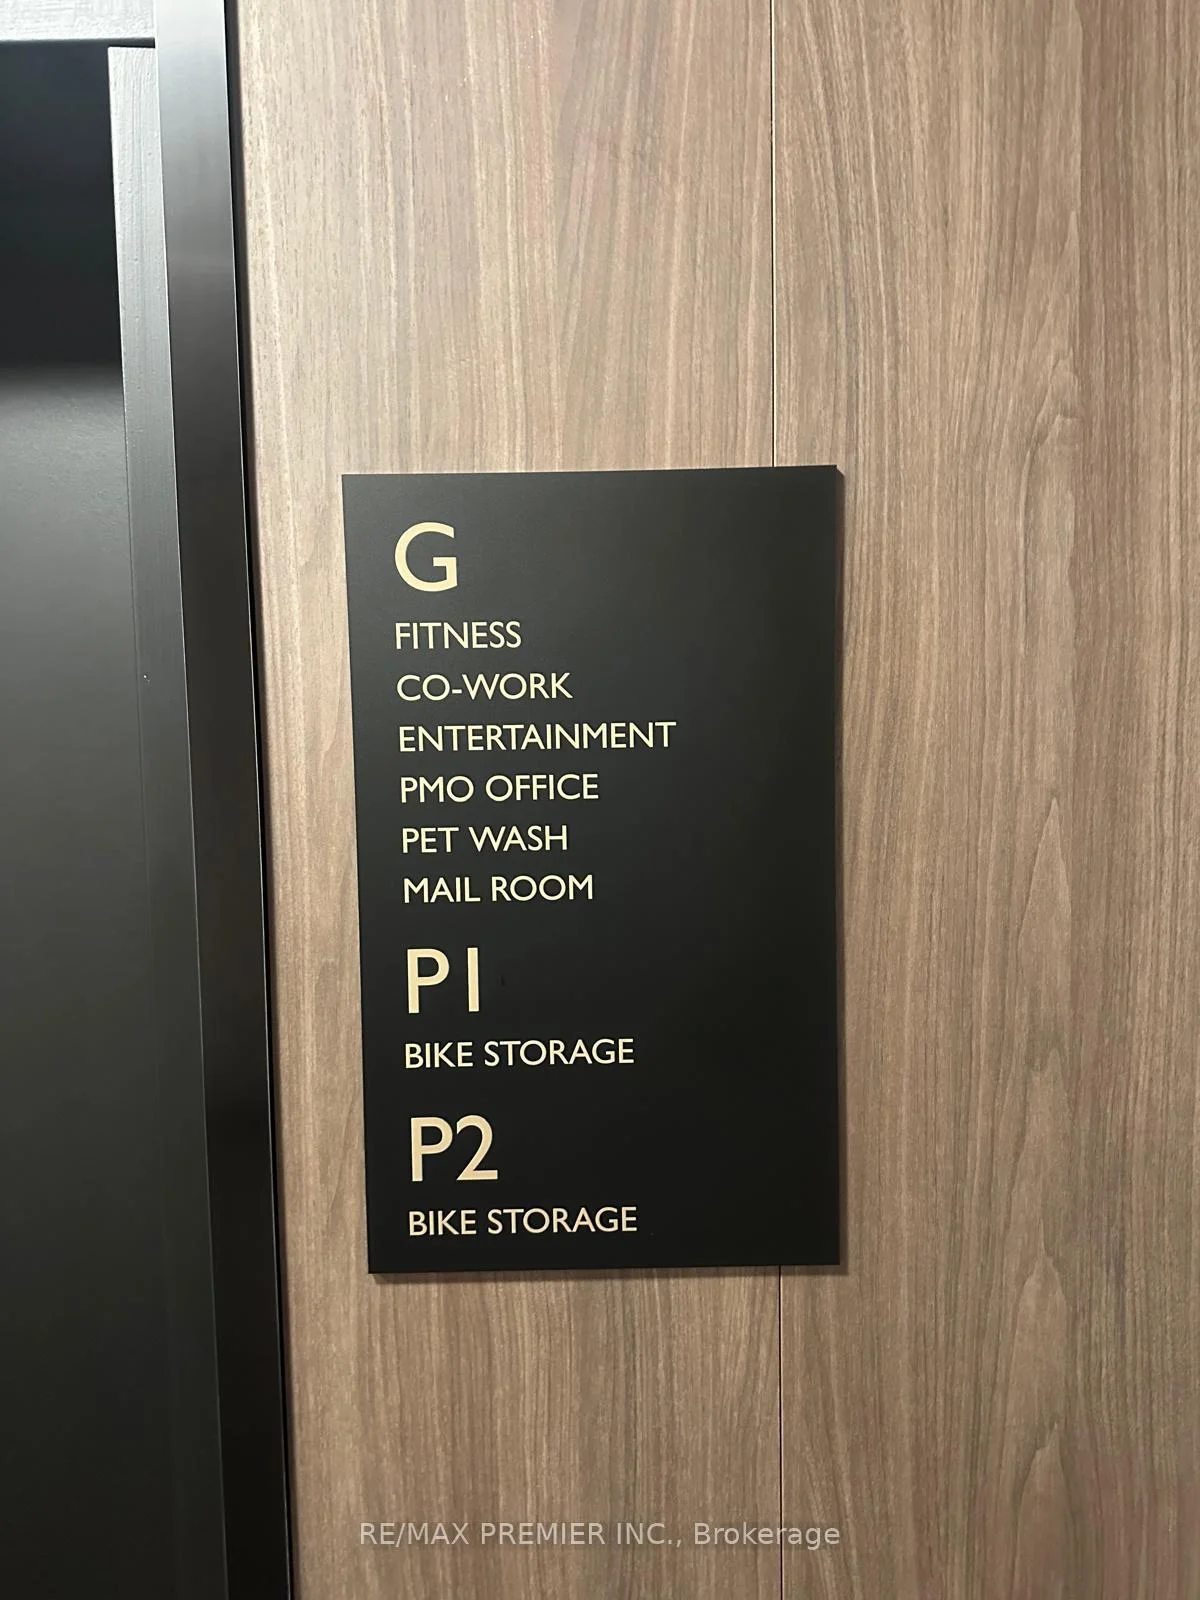 G
FITNESS
CO-WORK
ENTERTAINMENT
PMO OFFICE
PET WASH
MAIL ROOM
P1
BIKE STORAGE
P2
BIKE STORAGE
RE/MAX PREMIER INC., Brokerage